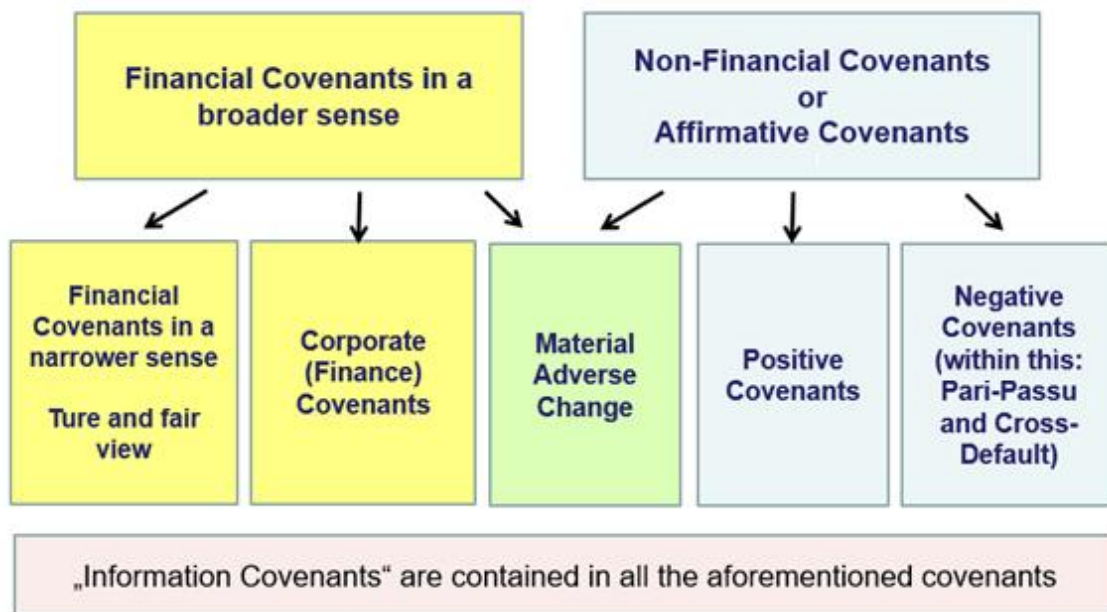 Financial Covenants in a
broader sense
Non-Financial Covenants
or
Affirmative Covenants
Financial
Covenants in a
narrower sense
Ture and fair
view
Corporate
(Finance)
Covenants
Material
Adverse
Change
Positive
Covenants
Negative
Covenants
(within this:
Pari-Passu
and Cross-
Default)
„Information Covenants“ are contained in all the aforementioned covenants